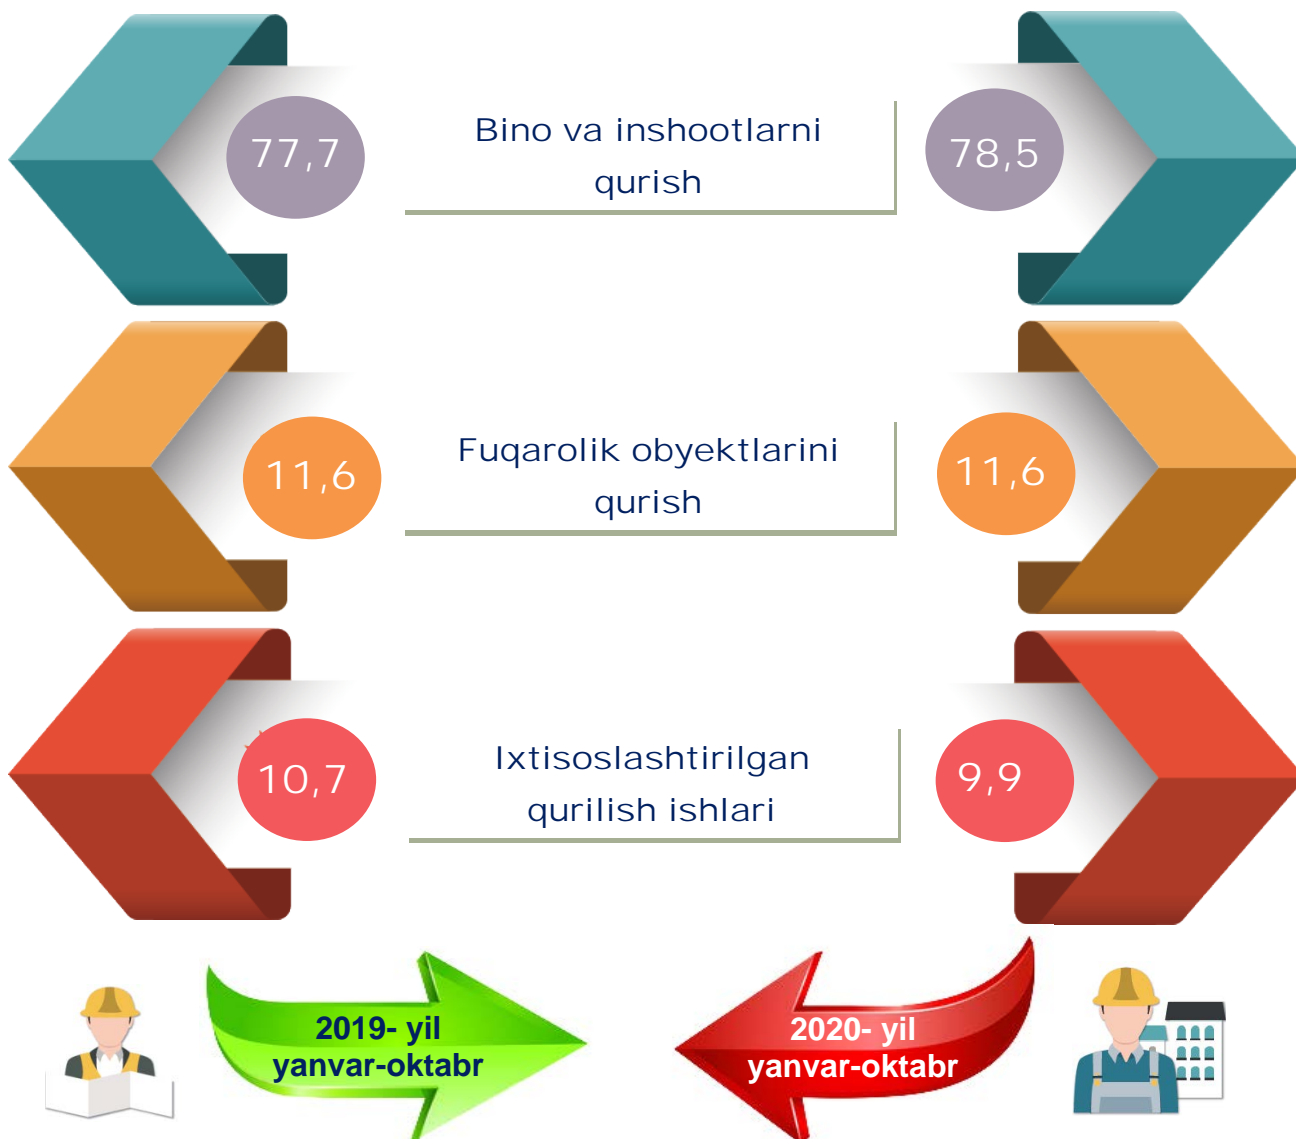 77,7
Bino va inshootlarni
qurish
78,5
11,6
Fuqarolik obyektlarini
qurish
11,6
10,7
Ixtisoslashtirilgan
qurilish ishlari
9,9
2019- yil
yanvar-oktabr
2020- yil
yanvar-oktabr